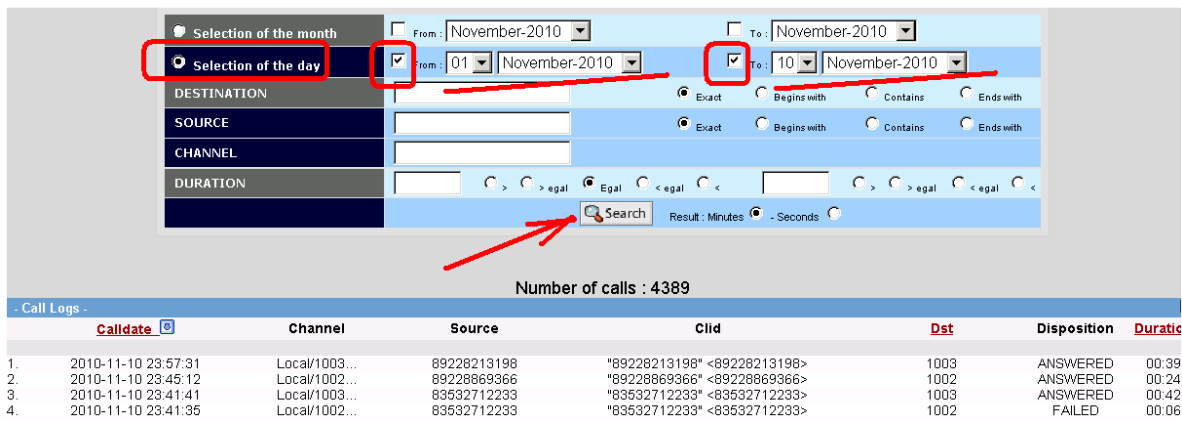 Selection of the month From : November-2010 To : November-2010
Selection of the day From : 01 November-2010 To : 10 November-2010
DESTINATION Exact Begins with Contains Ends with
SOURCE Exact Begins with Contains Ends with
CHANNEL
DURATION > > egal Egal < egal < > > egal < egal <
Search Result : Minutes - Seconds
Number of calls : 4389
- Call Logs -
Calldate Channel Source Clid Dst Disposition Duratio
1. 2010-11-10 23:57:31 Local/1003... 89228213198 "89228213198" <89228213198> 1003 ANSWERED 00:39
2. 2010-11-10 23:45:12 Local/1002... 89228869366 "89228869366" <89228869366> 1002 ANSWERED 00:24
3. 2010-11-10 23:41:41 Local/1003... 83532712233 "83532712233" <83532712233> 1003 ANSWERED 00:42
4. 2010-11-10 23:41:35 Local/1002... 83532712233 "83532712233" <83532712233> 1002 FAILED 00:06